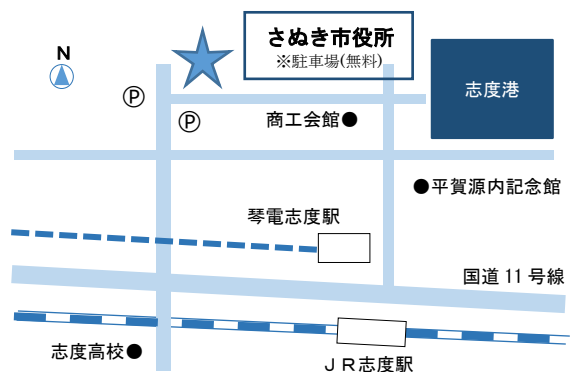 さぬき市役所
※駐車場(無料)
N
志度港
Ⓟ
Ⓟ
商工会館●
●平賀源内記念館
琴電志度駅
国道11号線
志度高校●
JR志度駅